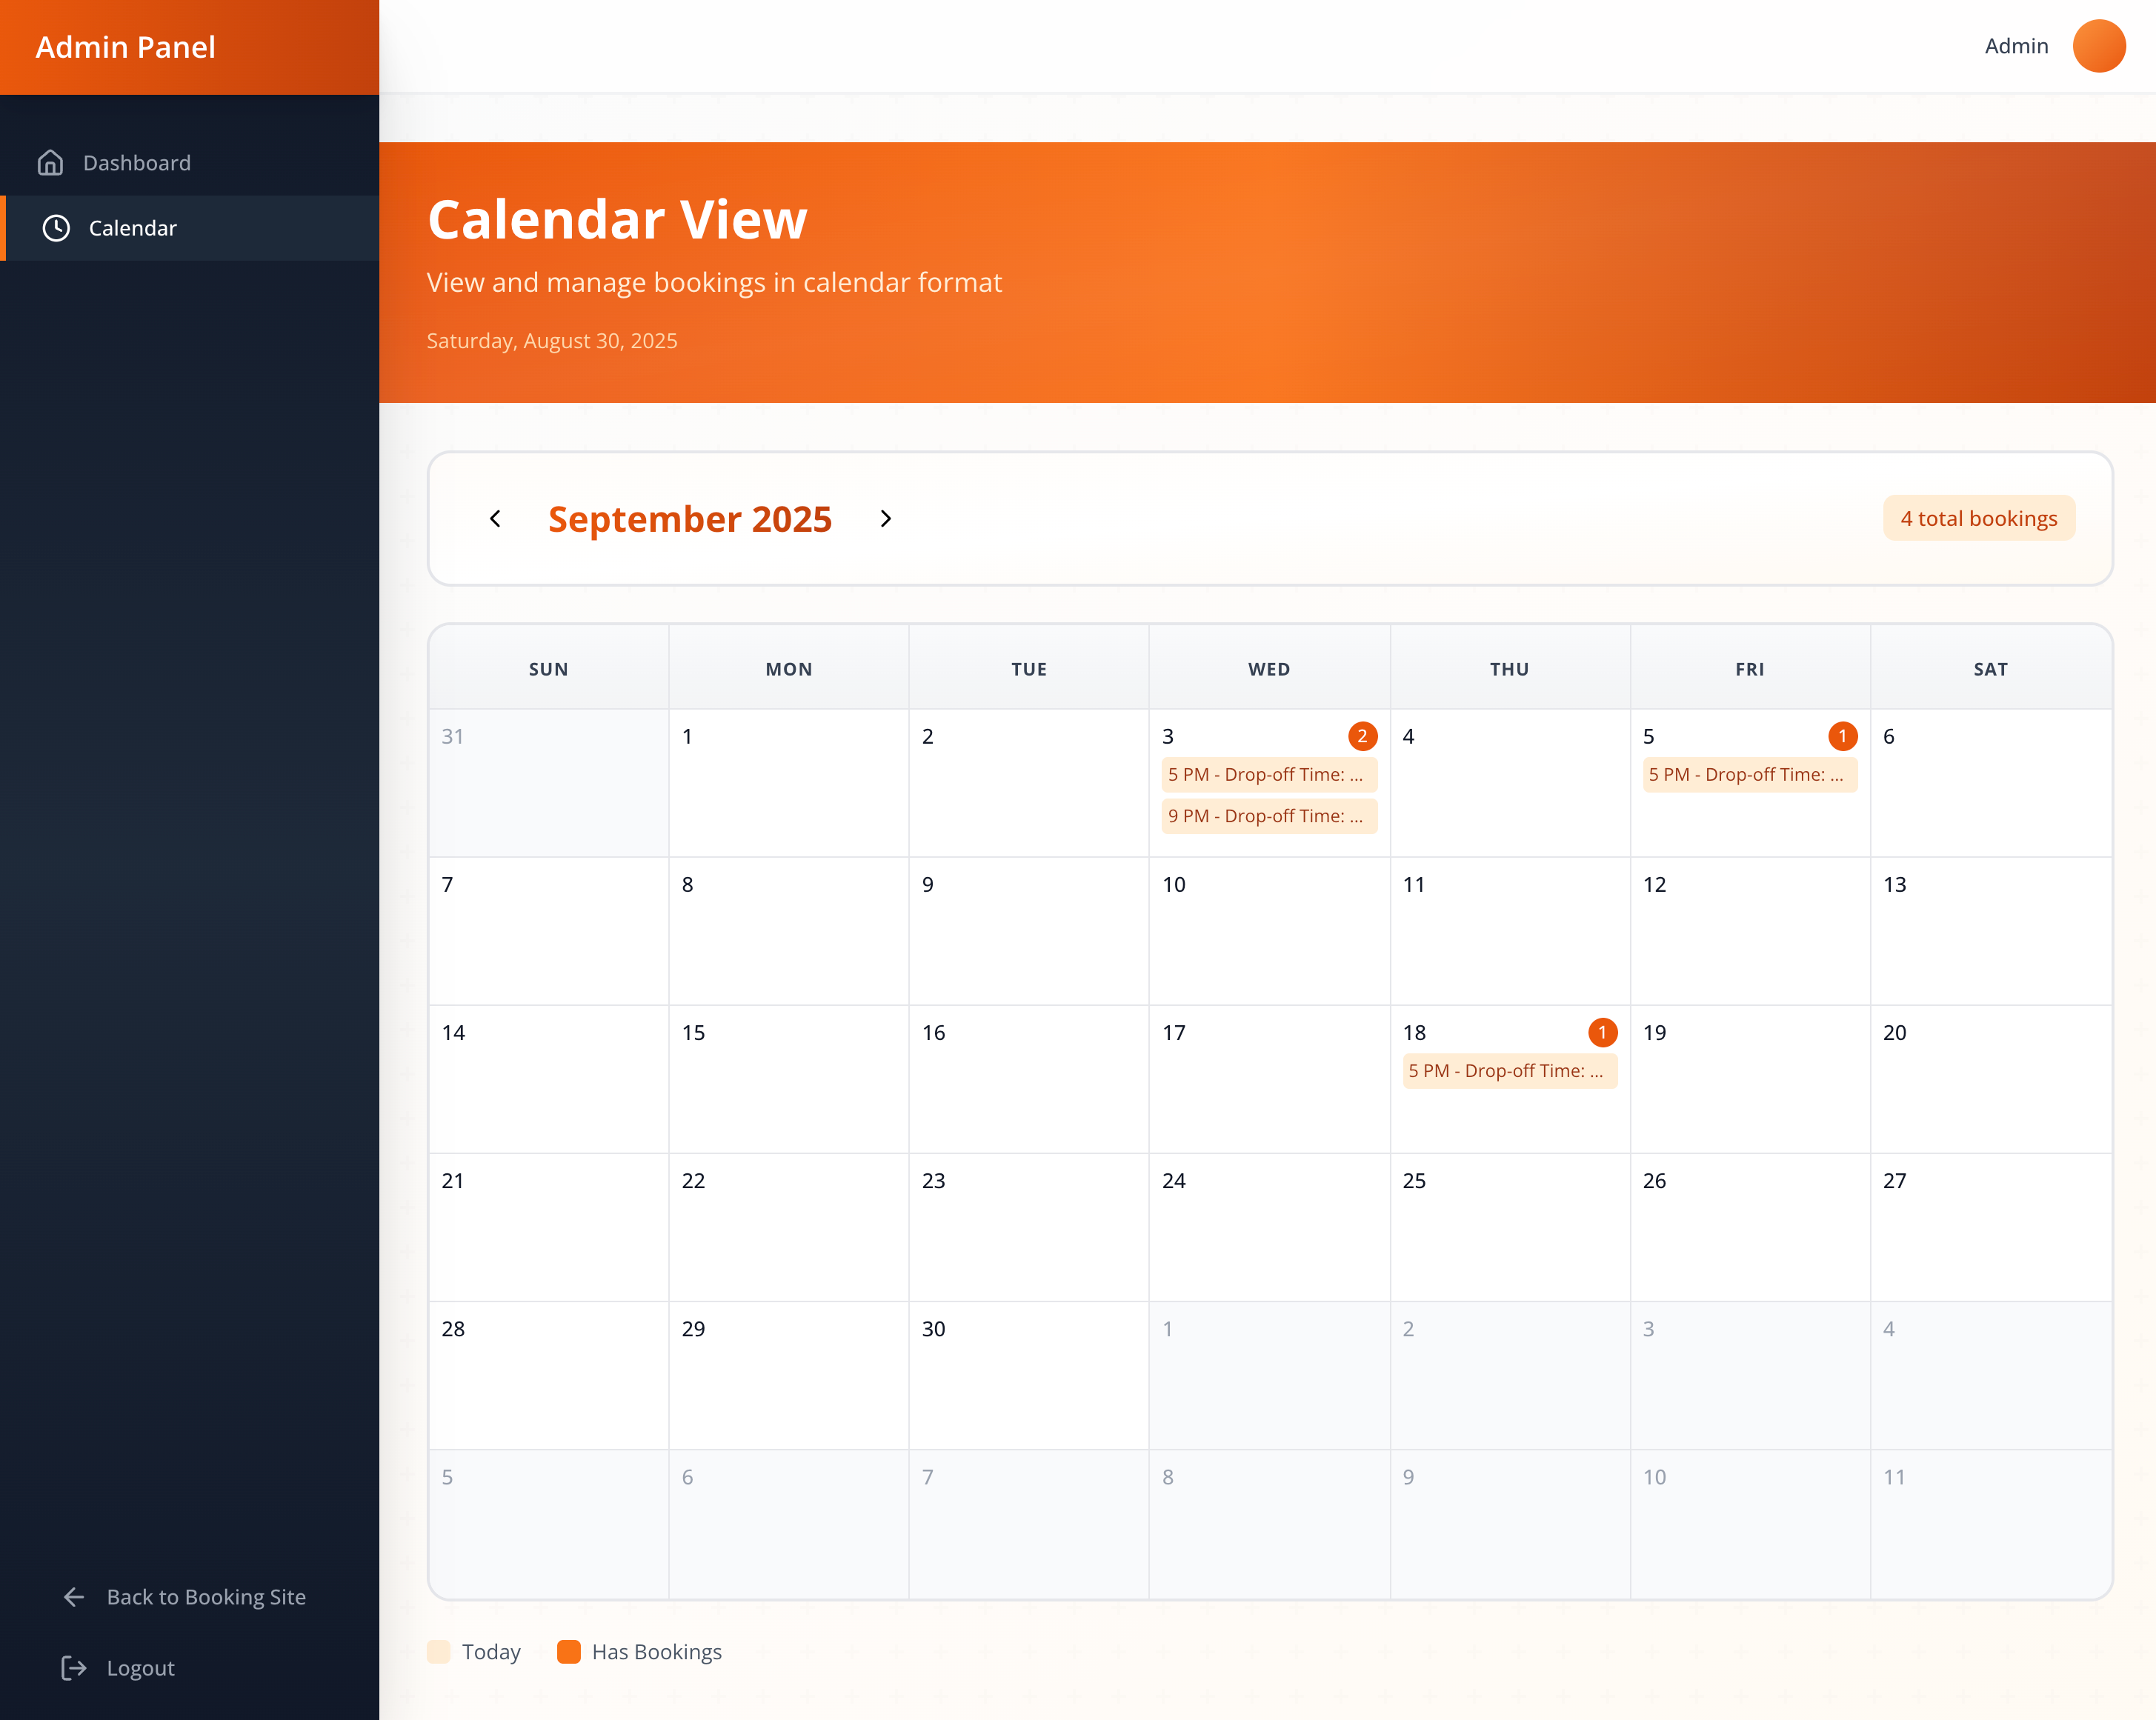 Admin Panel
Admin
Dashboard
Calendar
Calendar View
View and manage bookings in calendar format
Saturday, August 30, 2025
September 2025
4 total bookings
SUN MON TUE WED THU FRI SAT
31 1 2 3 2 4 5 1 6
5 PM - Drop-off Time: ... 5 PM - Drop-off Time: ...
9 PM - Drop-off Time: ...
7 8 9 10 11 12 13
14 15 16 17 18 1 19 20
5 PM - Drop-off Time: ...
21 22 23 24 25 26 27
28 29 30 1 2 3 4
5 6 7 8 9 10 11
Back to Booking Site
Logout
Today Has Bookings